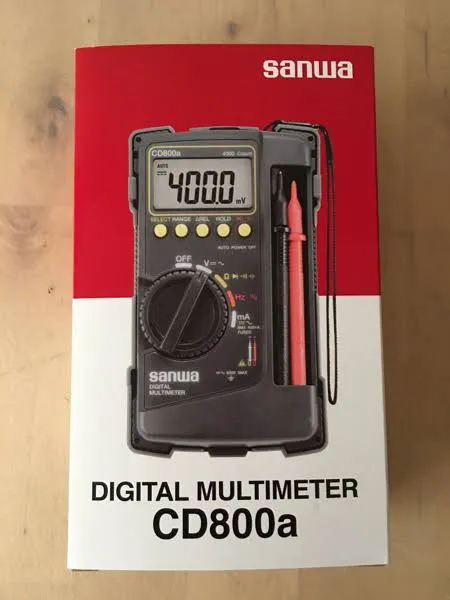 sanwa
CD800a
4000 Count
AUTO
400.0 mV
SELECT RANGE ΔREL HOLD
AUTO POWER OFF
OFF
V
Ω
Hz %
mA
sanwa
DIGITAL
MULTIMETER
DIGITAL MULTIMETER
CD800a